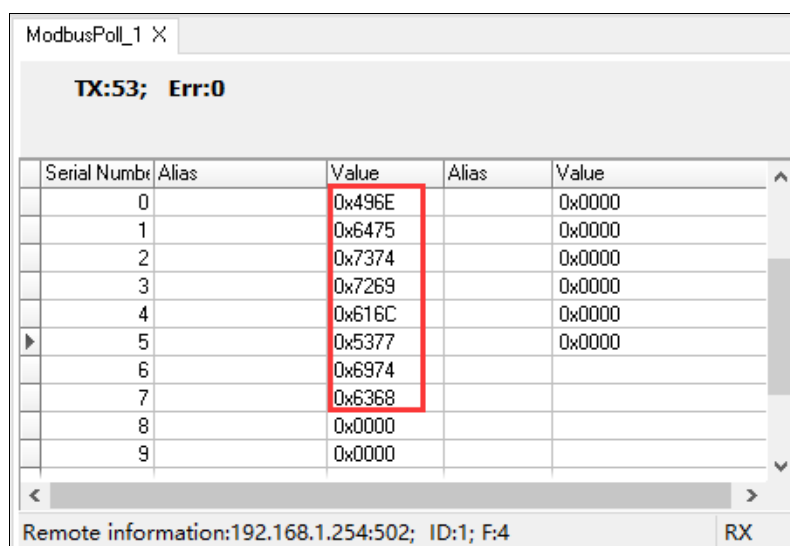 ModbusPoll_1 X
TX:53; Err:0
Serial Numbe Alias Value Alias Value
0 0x496E 0x0000
1 0x6475 0x0000
2 0x7374 0x0000
3 0x7269 0x0000
4 0x616C 0x0000
5 0x5377 0x0000
6 0x6974
7 0x6368
8 0x0000
9 0x0000
Remote information:192.168.1.254:502; ID:1; F:4 RX